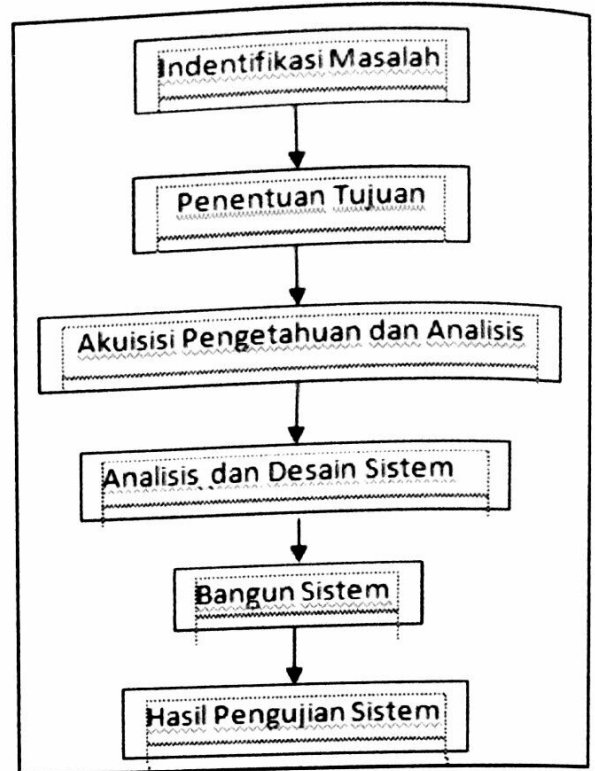 Indentifikasi Masalah
Penentuan Tujuan
Akuisisi Pengetahuan dan Analisis
Analisis dan Desain Sistem
Bangun Sistem
Hasil Pengujian Sistem